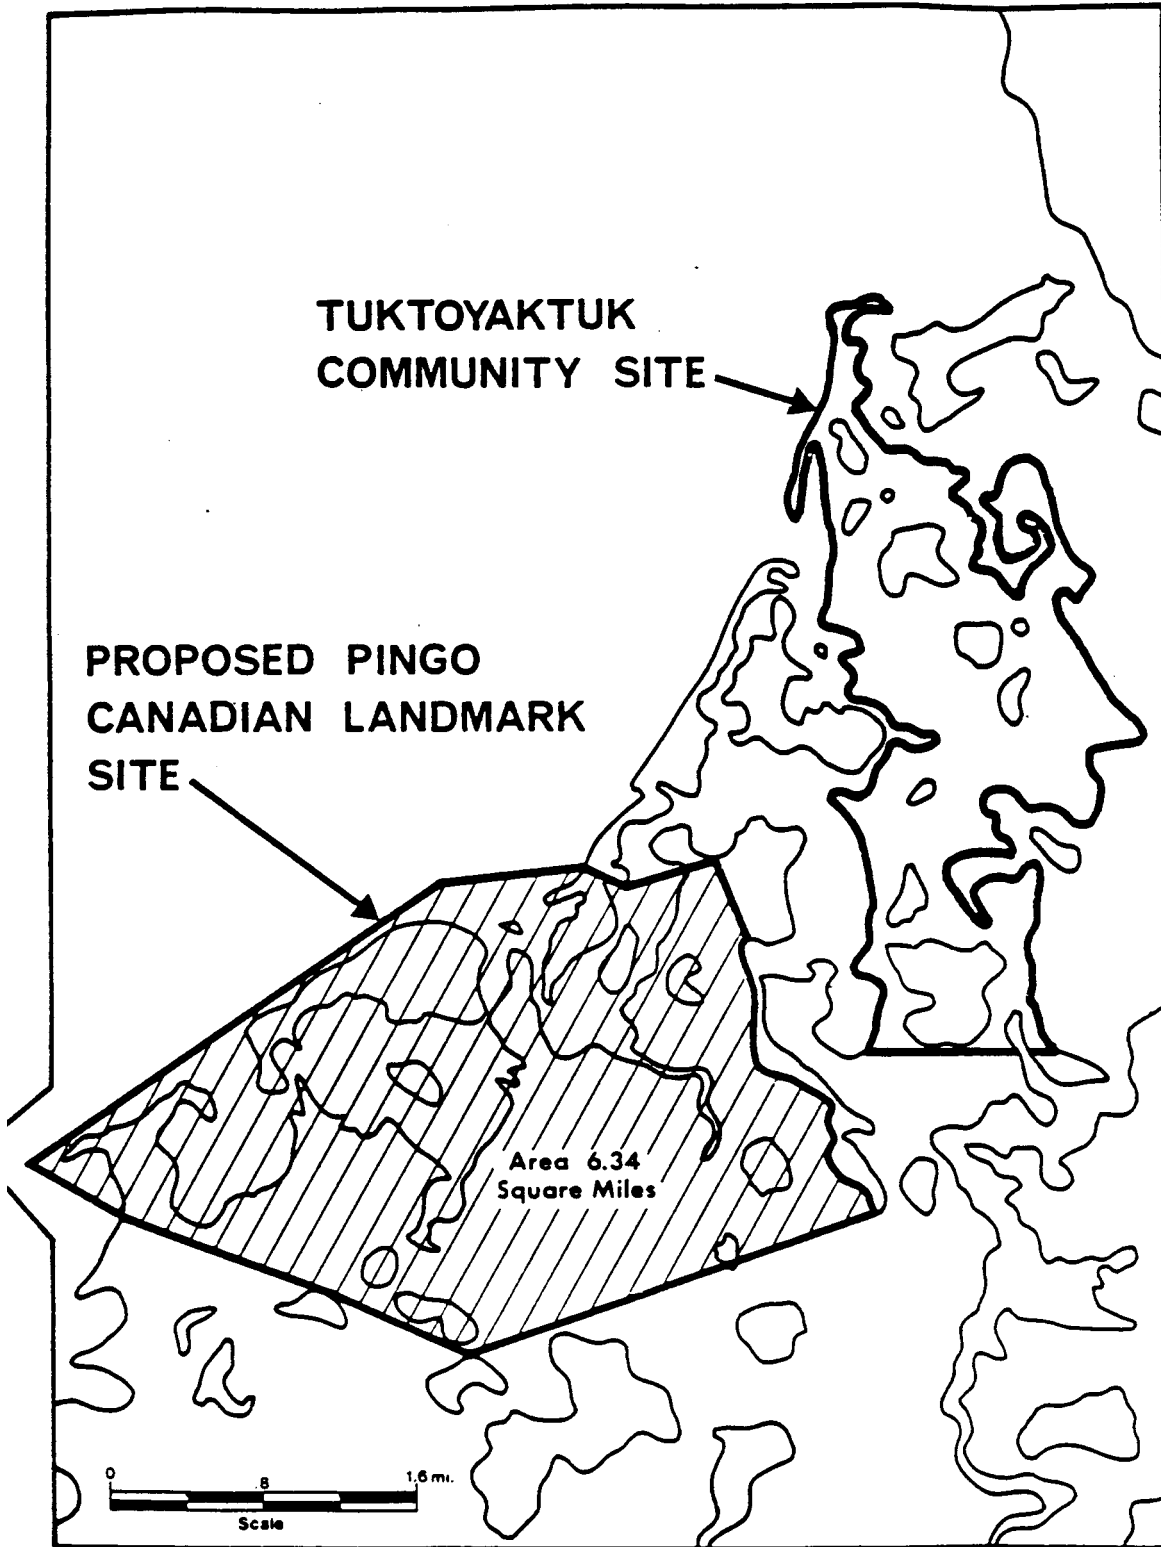 TUKTOYAKTUK
COMMUNITY SITE
PROPOSED PINGO
CANADIAN LANDMARK
SITE
Area 6.34
Square Miles
0 .8 1.6 mi.
Scale